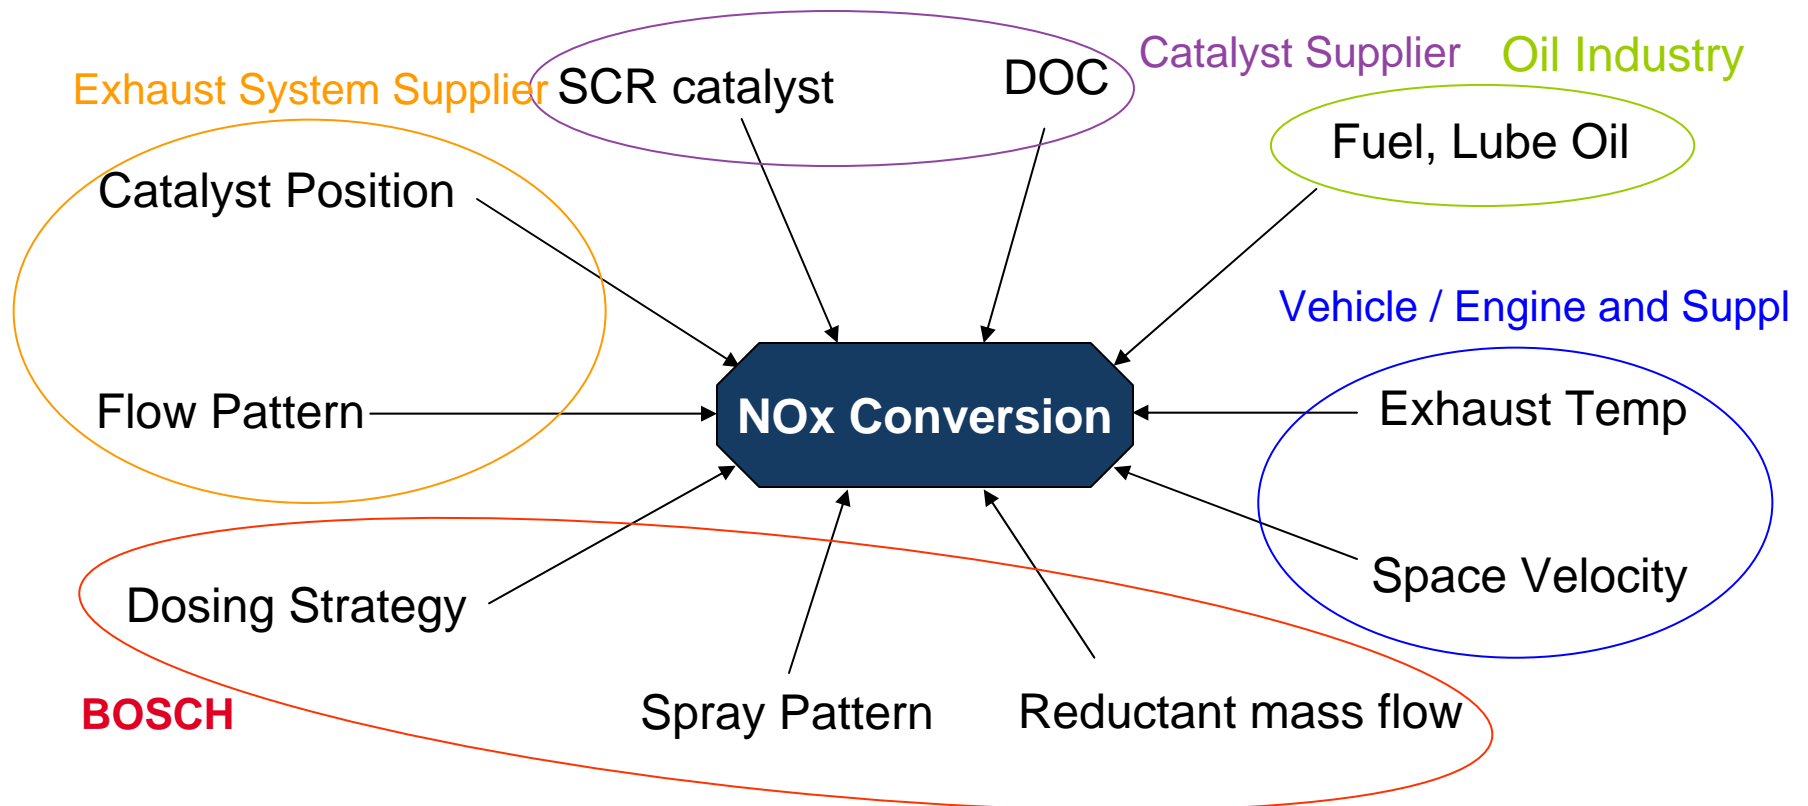 Catalyst Supplier
Oil Industry
Exhaust System Supplier
SCR catalyst
DOC
Fuel, Lube Oil
Catalyst Position
Vehicle / Engine and Suppl
Flow Pattern
NOx Conversion
Exhaust Temp
Dosing Strategy
Space Velocity
BOSCH
Spray Pattern
Reductant mass flow